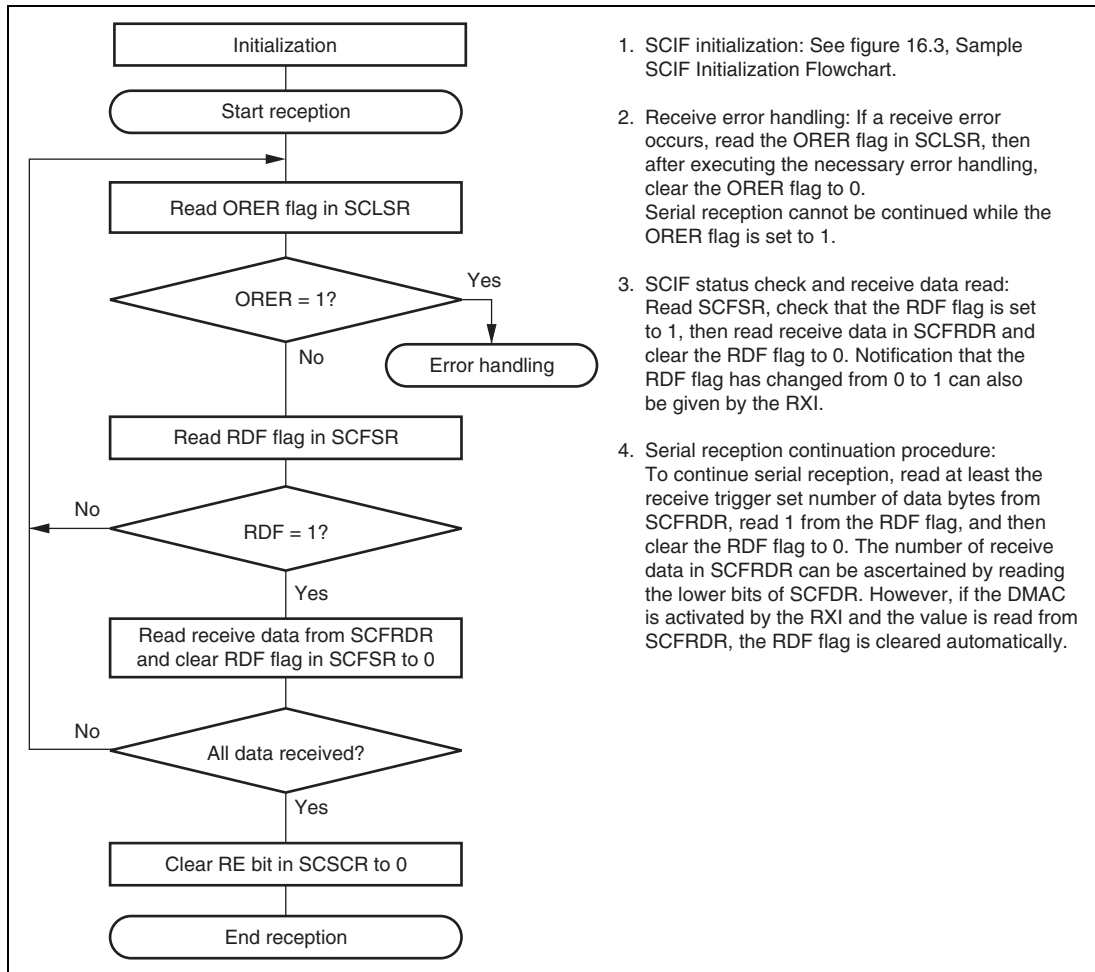 Initialization
Start reception
Read ORER flag in SCLSR
ORER = 1?
Yes
No
Error handling
Read RDF flag in SCFSR
No
RDF = 1?
Yes
Read receive data from SCFRDR
and clear RDF flag in SCFSR to 0
No
All data received?
Yes
Clear RE bit in SCSCR to 0
End reception
1. SCIF initialization: See figure 16.3, Sample
SCIF Initialization Flowchart.
2. Receive error handling: If a receive error
occurs, read the ORER flag in SCLSR, then
after executing the necessary error handling,
clear the ORER flag to 0.
Serial reception cannot be continued while the
ORER flag is set to 1.
3. SCIF status check and receive data read:
Read SCFSR, check that the RDF flag is set
to 1, then read receive data in SCFRDR and
clear the RDF flag to 0. Notification that the
RDF flag has changed from 0 to 1 can also
be given by the RXI.
4. Serial reception continuation procedure:
To continue serial reception, read at least the
receive trigger set number of data bytes from
SCFRDR, read 1 from the RDF flag, and then
clear the RDF flag to 0. The number of receive
data in SCFRDR can be ascertained by reading
the lower bits of SCFDR. However, if the DMAC
is activated by the RXI and the value is read from
SCFRDR, the RDF flag is cleared automatically.